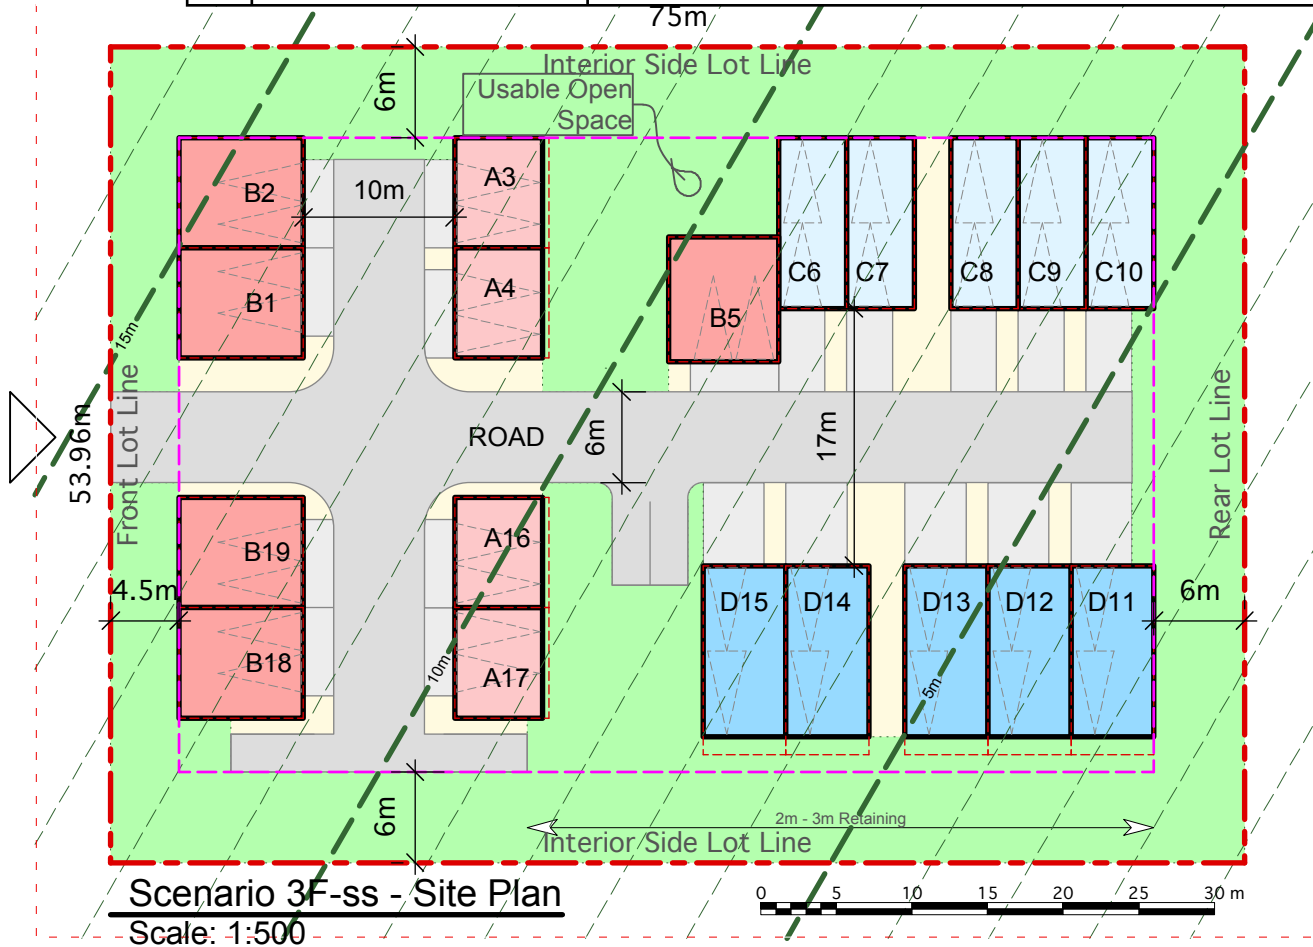 75m
Interior Side Lot Line
6m
Usable Open
Space
B2
10m
A3
B1
A4
C6
C7
C8
C9
C10
B5
15m
53.96m
Front Lot Line
ROAD
6m
17m
Rear Lot Line
B19
A16
4.5m
D15
D14
D13
D12
D11
6m
B18
10m
A17
5m
6m
2m - 3m Retaining
Interior Side Lot Line
Scenario 3F-ss - Site Plan
Scale: 1:500
0 5 10 15 20 25 30 m